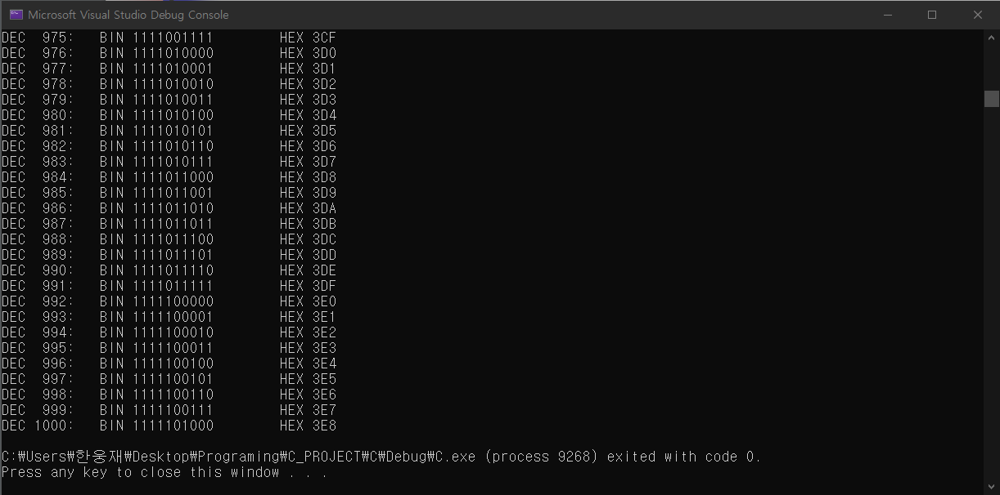 Microsoft Visual Studio Debug Console
DEC  975:   BIN 1111001111        HEX 3CF
DEC  976:   BIN 1111010000        HEX 3D0
DEC  977:   BIN 1111010001        HEX 3D1
DEC  978:   BIN 1111010010        HEX 3D2
DEC  979:   BIN 1111010011        HEX 3D3
DEC  980:   BIN 1111010100        HEX 3D4
DEC  981:   BIN 1111010101        HEX 3D5
DEC  982:   BIN 1111010110        HEX 3D6
DEC  983:   BIN 1111010111        HEX 3D7
DEC  984:   BIN 1111011000        HEX 3D8
DEC  985:   BIN 1111011001        HEX 3D9
DEC  986:   BIN 1111011010        HEX 3DA
DEC  987:   BIN 1111011011        HEX 3DB
DEC  988:   BIN 1111011100        HEX 3DC
DEC  989:   BIN 1111011101        HEX 3DD
DEC  990:   BIN 1111011110        HEX 3DE
DEC  991:   BIN 1111011111        HEX 3DF
DEC  992:   BIN 1111100000        HEX 3E0
DEC  993:   BIN 1111100001        HEX 3E1
DEC  994:   BIN 1111100010        HEX 3E2
DEC  995:   BIN 1111100011        HEX 3E3
DEC  996:   BIN 1111100100        HEX 3E4
DEC  997:   BIN 1111100101        HEX 3E5
DEC  998:   BIN 1111100110        HEX 3E6
DEC  999:   BIN 1111100111        HEX 3E7
DEC 1000:   BIN 1111101000        HEX 3E8
C:₩Users₩한웅재₩Desktop₩Programing₩C_PROJECT₩C₩Debug₩C.exe (process 9268) exited with code 0.
Press any key to close this window . . .